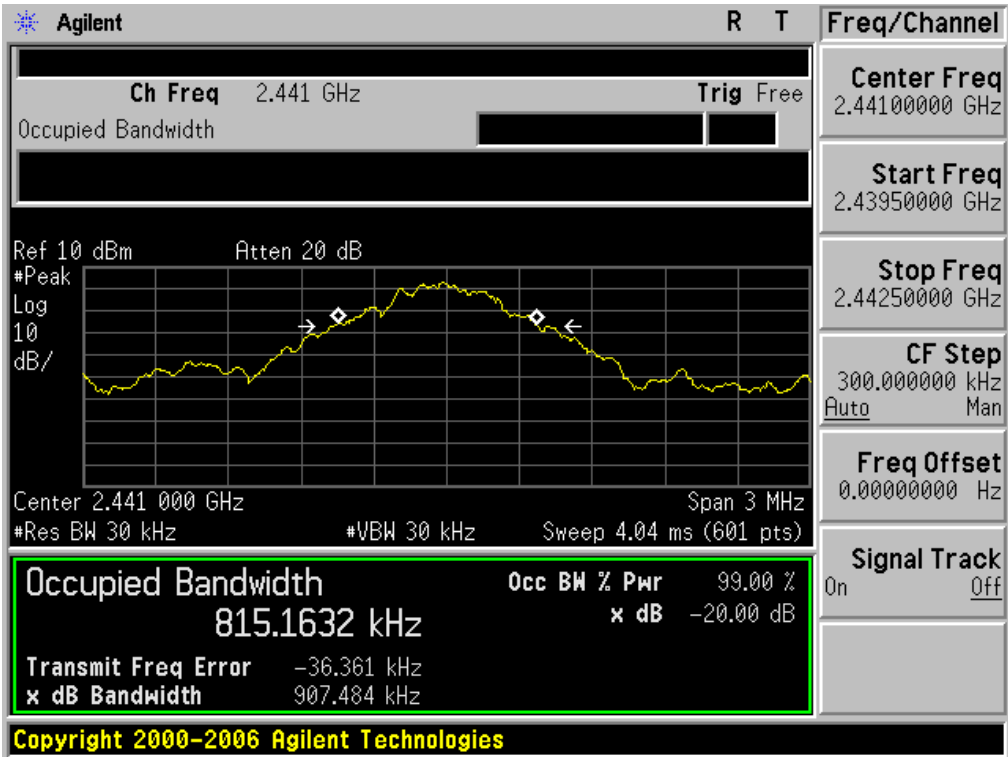 Agilent R T Freq/Channel
Ch Freq 2.441 GHz Trig Free
Occupied Bandwidth
Center Freq
2.44100000 GHz
Start Freq
2.43950000 GHz
Stop Freq
2.44250000 GHz
CF Step
300.000000 kHz
Auto Man
Freq Offset
0.00000000 Hz
Signal Track
On Off
Ref 10 dBm Atten 20 dB
#Peak
Log
10
dB/
Center 2.441 000 GHz Span 3 MHz
#Res BW 30 kHz #VBW 30 kHz Sweep 4.04 ms (601 pts)
Occupied Bandwidth
815.1632 kHz
Occ BW % Pwr 99.00 %
x dB -20.00 dB
Transmit Freq Error -36.361 kHz
x dB Bandwidth 907.484 kHz
Copyright 2000-2006 Agilent Technologies